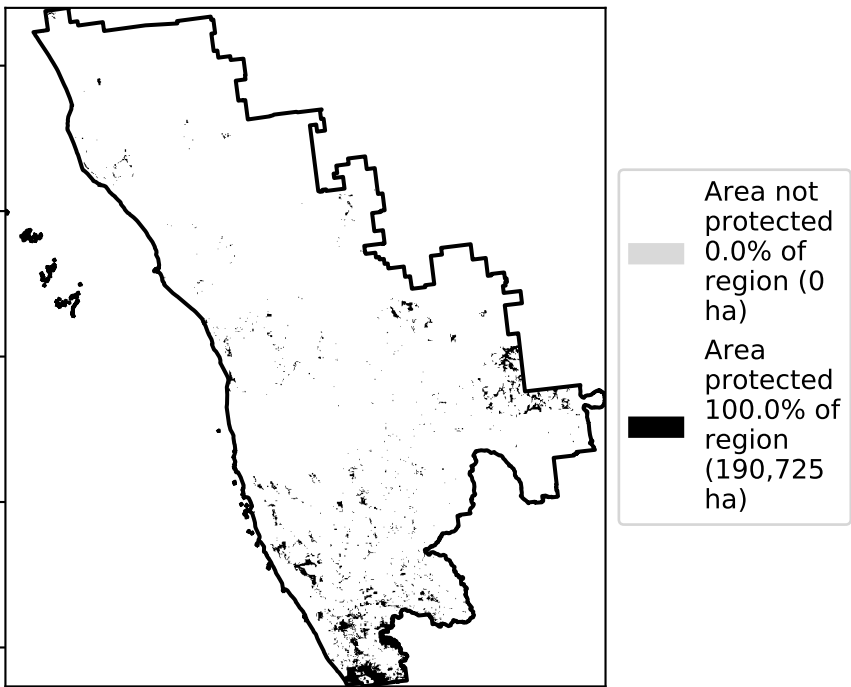 Area not
protected
0.0% of
region (0
ha)
Area
protected
100.0% of
region
(190,725
ha)